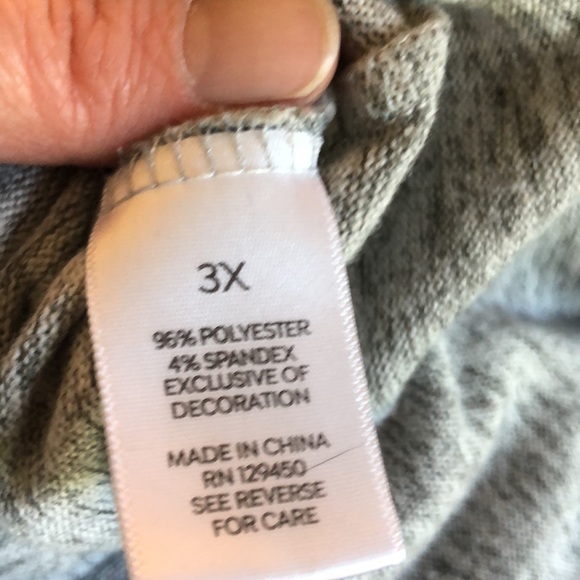 3X
96% POLYESTER
4% SPANDEX
EXCLUSIVE OF
DECORATION
MADE IN CHINA
RN 129450
SEE REVERSE
FOR CARE